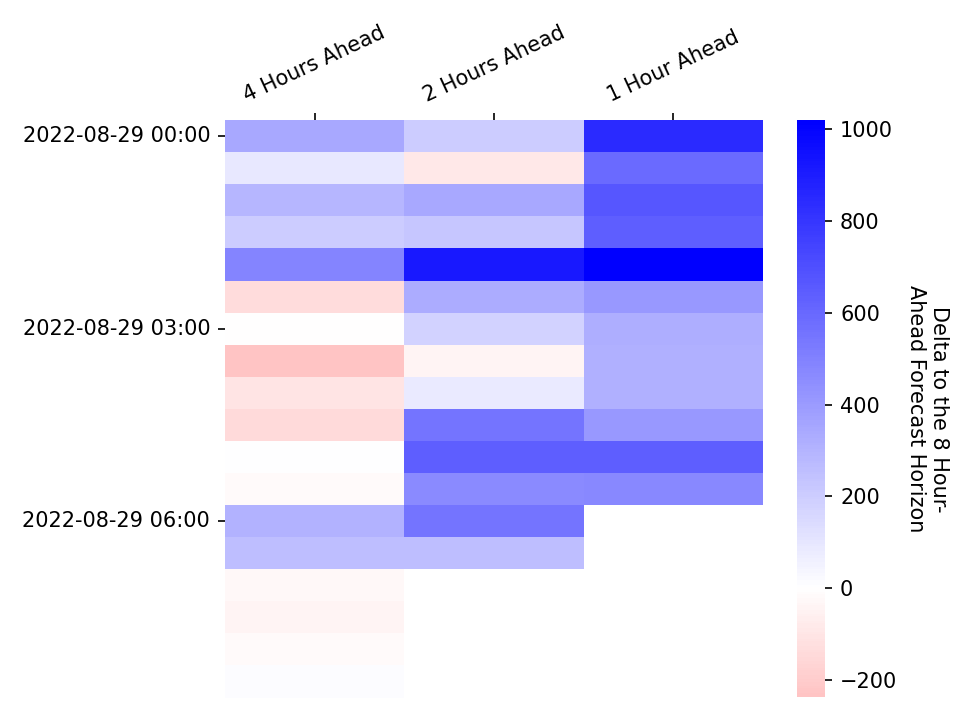 4 Hours Ahead
2 Hours Ahead
1 Hour Ahead
2022-08-29 00:00
2022-08-29 03:00
2022-08-29 06:00
1000
800
600
400
200
0
−200
Delta to the 8 Hour-
Ahead Forecast Horizon